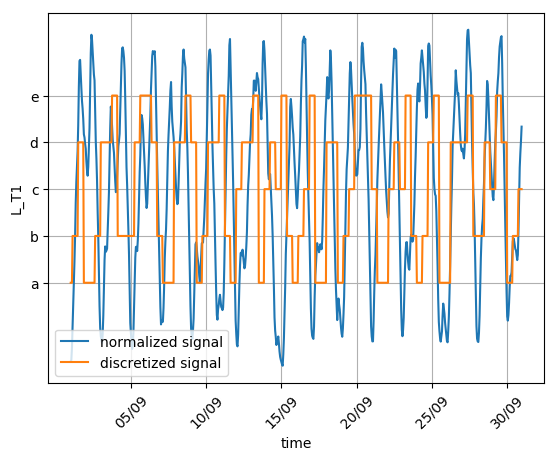 e
d
c
b
a
L_T1
normalized signal
discretized signal
05/09
10/09
15/09
20/09
25/09
30/09
time